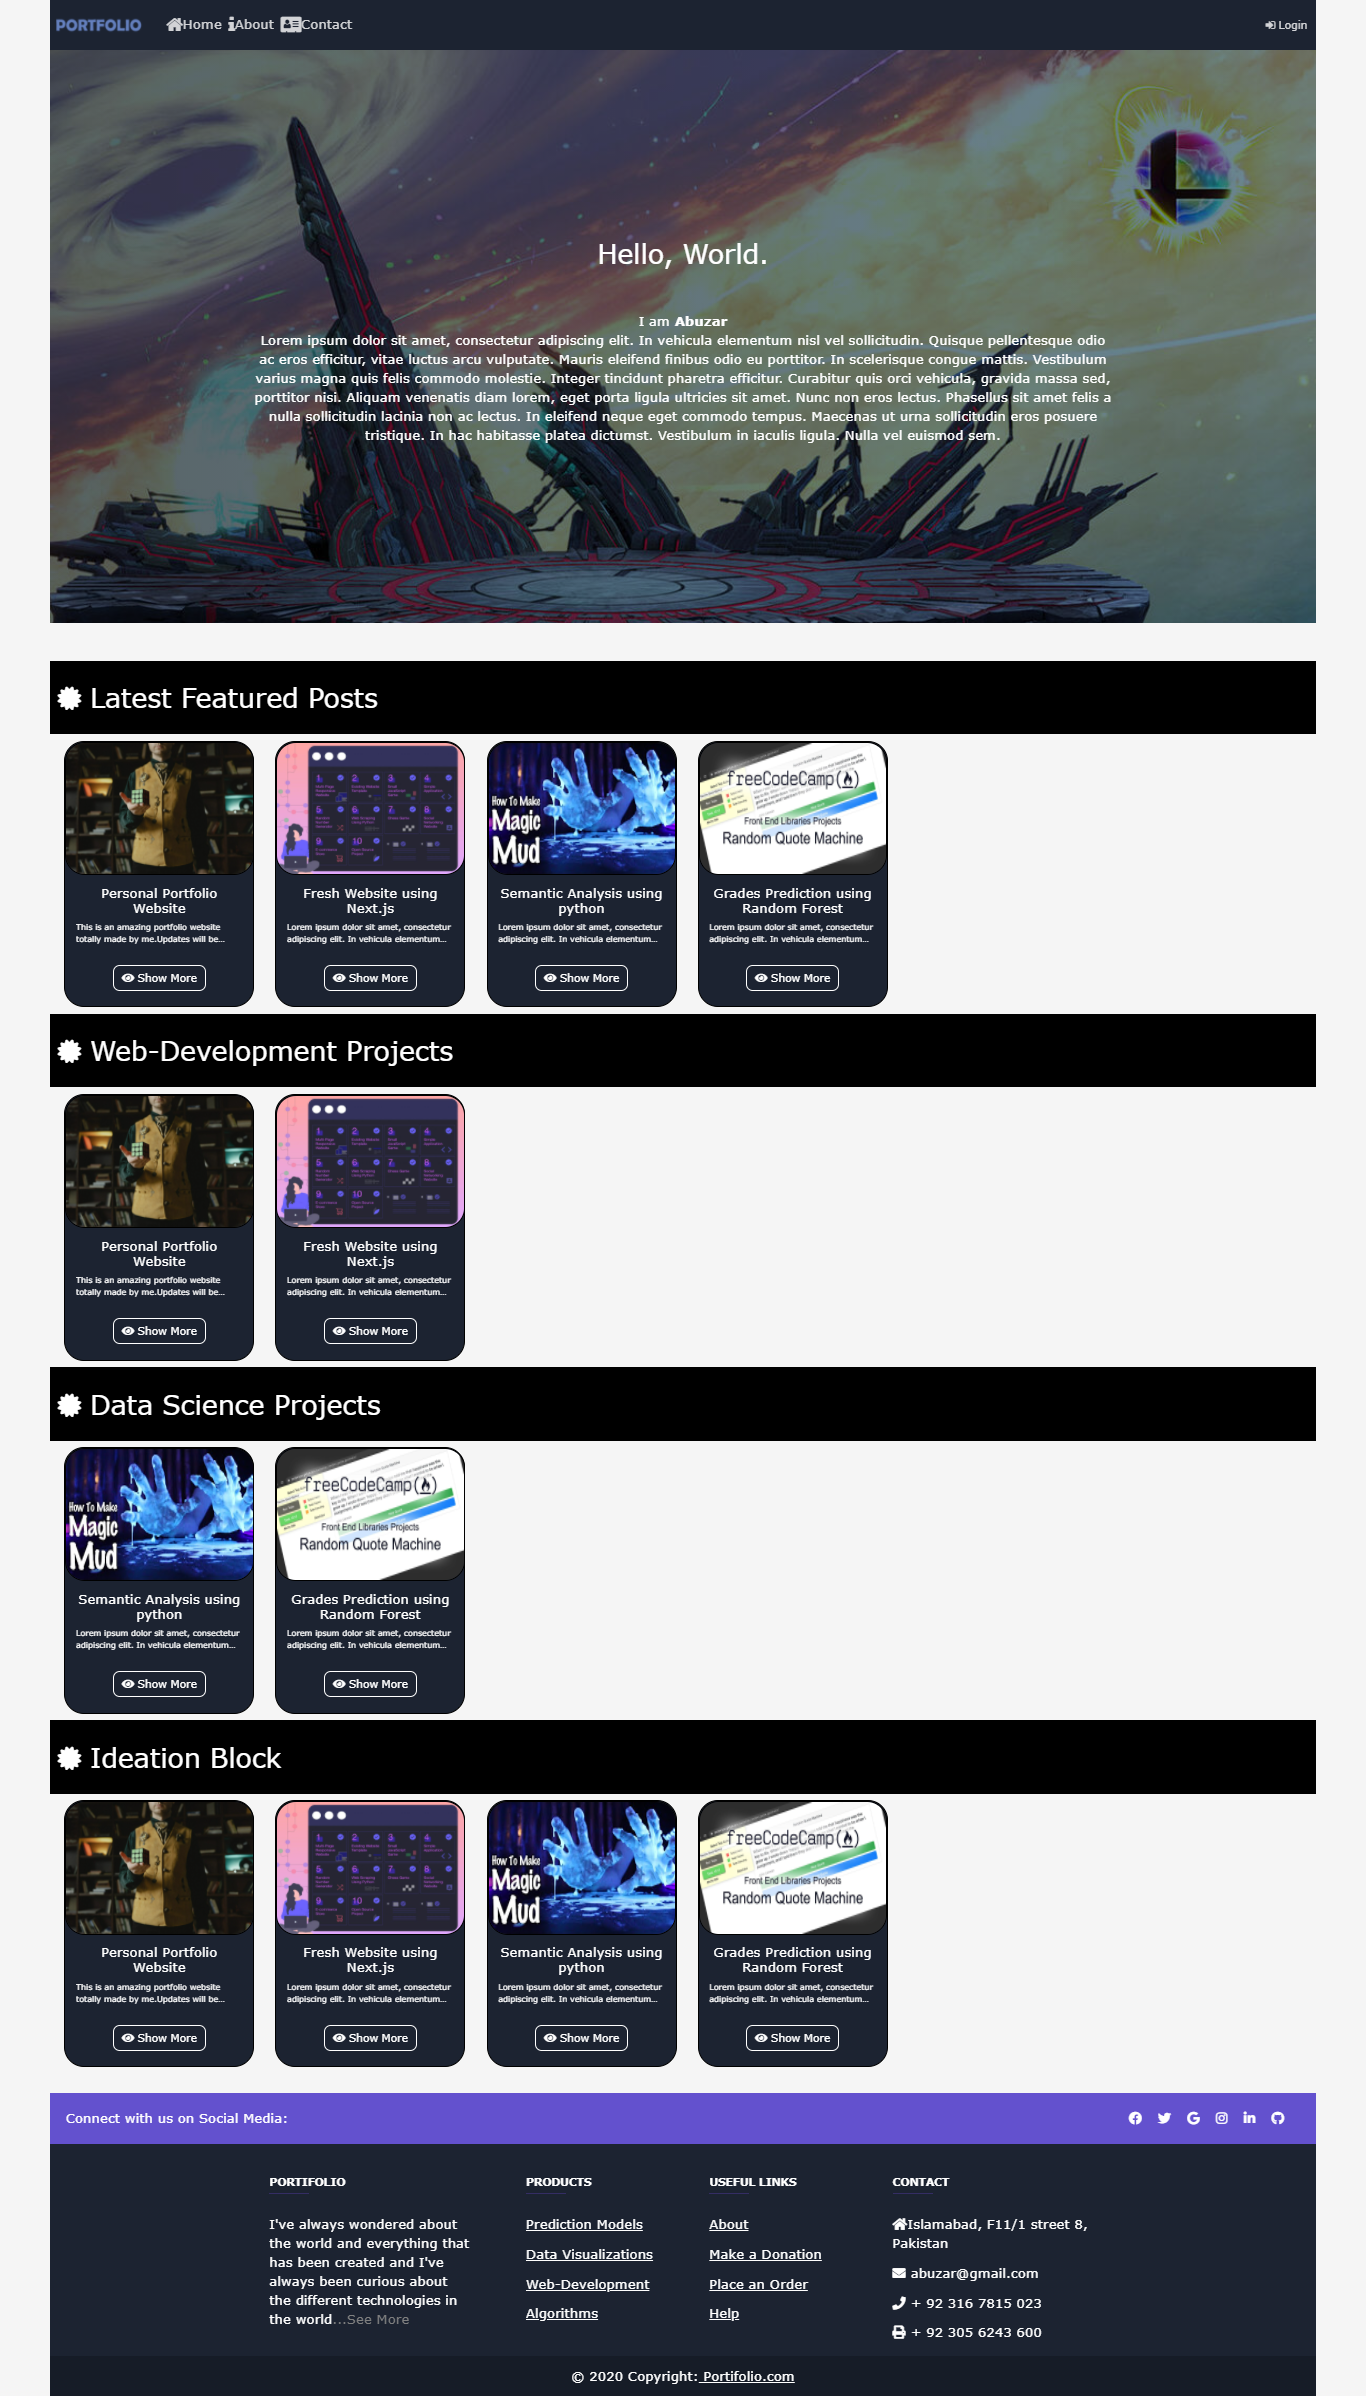 PORTFOLIO Home About Contact Login
Hello, World.
I am Abuzar
Lorem ipsum dolor sit amet, consectetur adipiscing elit. In vehicula elementum nisl vel sollicitudin. Quisque pellentesque odio
ac eros efficitur, vitae luctus arcu vulputate. Mauris eleifend finibus odio eu porttitor. In scelerisque congue mattis. Vestibulum
varius magna quis felis commodo molestie. Integer tincidunt pharetra efficitur. Curabitur quis orci vehicula, gravida massa sed,
porttitor nisi. Aliquam venenatis diam lorem, eget porta ligula ultricies sit amet. Nunc non eros lectus. Phasellus sit amet felis a
nulla sollicitudin lacinia non ac lectus. In eleifend neque eget commodo tempus. Maecenas ut urna sollicitudin eros posuere
tristique. In hac habitasse platea dictumst. Vestibulum in iaculis ligula. Nulla vel euismod sem.
Latest Featured Posts
Personal Portfolio
Website
This is an amazing portfolio website
totally made by me.Updates will be...
Show More
Fresh Website using
Next.js
Lorem ipsum dolor sit amet, consectetur
adipiscing elit. In vehicula elementum...
Show More
How To Make
Magic
Mud
Semantic Analysis using
python
Lorem ipsum dolor sit amet, consectetur
adipiscing elit. In vehicula elementum...
Show More
freeCodeCamp
Front End Libraries Projects
Random Quote Machine
Grades Prediction using
Random Forest
Lorem ipsum dolor sit amet, consectetur
adipiscing elit. In vehicula elementum...
Show More
Web-Development Projects
Personal Portfolio
Website
This is an amazing portfolio website
totally made by me.Updates will be...
Show More
Fresh Website using
Next.js
Lorem ipsum dolor sit amet, consectetur
adipiscing elit. In vehicula elementum...
Show More
Data Science Projects
How To Make
Magic
Mud
Semantic Analysis using
python
Lorem ipsum dolor sit amet, consectetur
adipiscing elit. In vehicula elementum...
Show More
freeCodeCamp
Front End Libraries Projects
Random Quote Machine
Grades Prediction using
Random Forest
Lorem ipsum dolor sit amet, consectetur
adipiscing elit. In vehicula elementum...
Show More
Ideation Block
Personal Portfolio
Website
This is an amazing portfolio website
totally made by me.Updates will be...
Show More
Fresh Website using
Next.js
Lorem ipsum dolor sit amet, consectetur
adipiscing elit. In vehicula elementum...
Show More
How To Make
Magic
Mud
Semantic Analysis using
python
Lorem ipsum dolor sit amet, consectetur
adipiscing elit. In vehicula elementum...
Show More
freeCodeCamp
Front End Libraries Projects
Random Quote Machine
Grades Prediction using
Random Forest
Lorem ipsum dolor sit amet, consectetur
adipiscing elit. In vehicula elementum...
Show More
Connect with us on Social Media:
PORTIFOLIO
I've always wondered about
the world and everything that
has been created and I've
always been curious about
the different technologies in
the world...See More
PRODUCTS
Prediction Models
Data Visualizations
Web-Development
Algorithms
USEFUL LINKS
About
Make a Donation
Place an Order
Help
CONTACT
Islamabad, F11/1 street 8,
Pakistan
abuzar@gmail.com
+ 92 316 7815 023
+ 92 305 6243 600
© 2020 Copyright: Portifolio.com